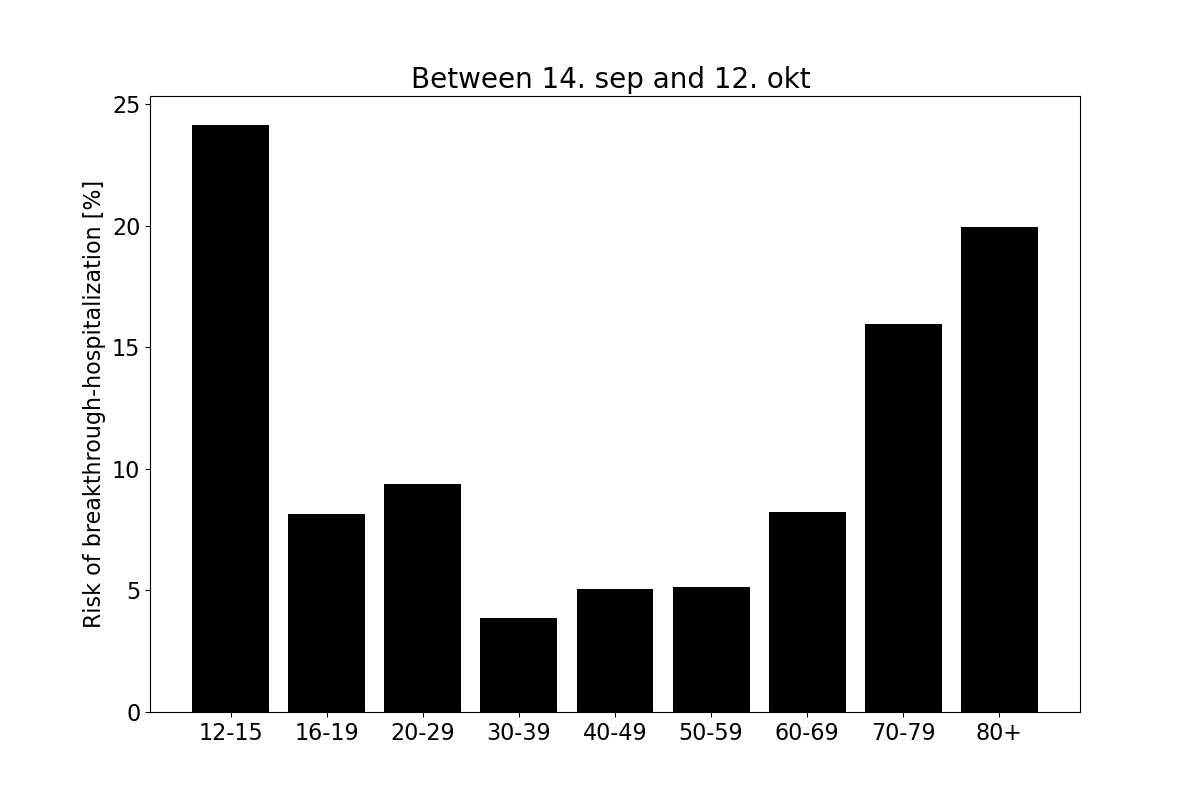 Between 14. sep and 12. okt
Risk of breakthrough-hospitalization [%]
25
20
15
10
5
0
12-15 16-19 20-29 30-39 40-49 50-59 60-69 70-79 80+